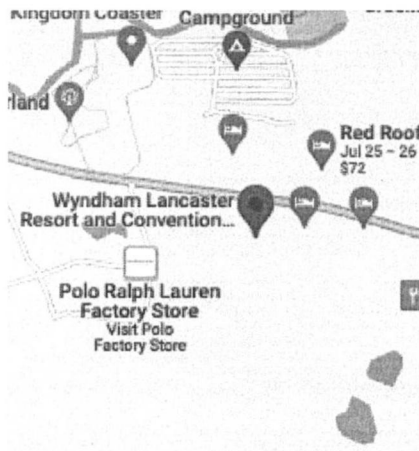 Kingdom Coaster
Campground
rland
Red Roof
Jul 25 – 26
$72
Wyndham Lancaster
Resort and Convention...
Polo Ralph Lauren
Factory Store
Visit Polo
Factory Store